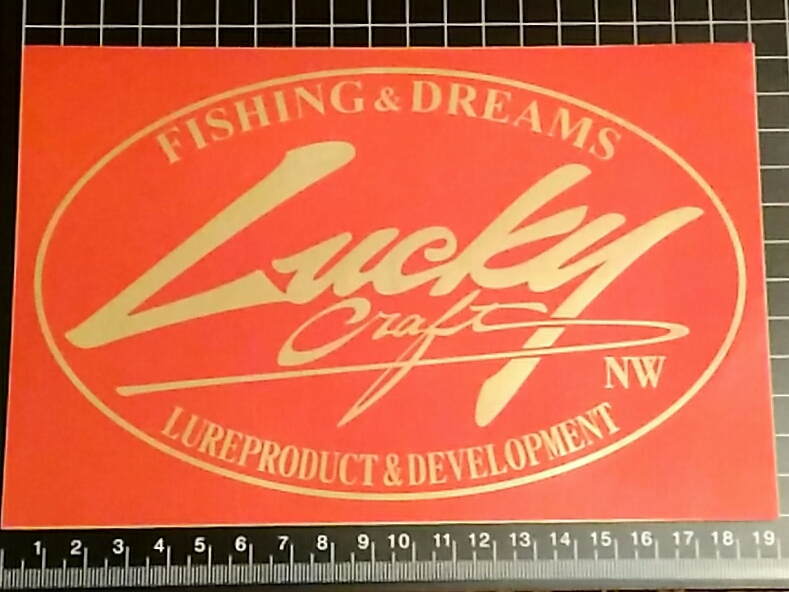 FISHING & DREAMS
Lucky
Craft
NW
LUREPRODUCT & DEVELOPMENT
1 2 3 4 5 6 7 8 9 10 11 12 13 14 15 16 17 18 19